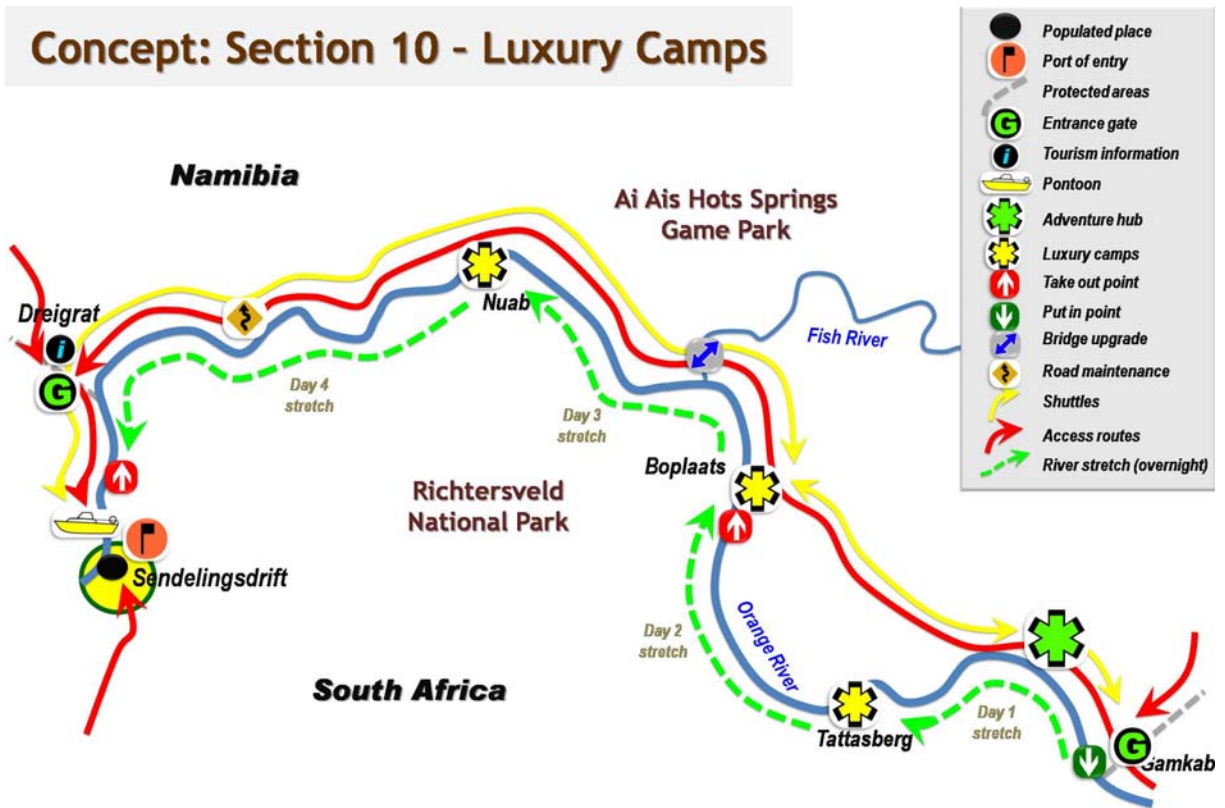 Concept: Section 10 - Luxury Camps
Populated place
Port of entry
Protected areas
G
Entrance gate
i
Tourism information
Pontoon
Adventure hub
Luxury camps
Take out point
Put in point
Bridge upgrade
Road maintenance
Shuttles
Access routes
River stretch (overnight)
Namibia
Ai Ais Hots Springs
Game Park
Dreigrat
i
G
Nuab
Fish River
Day 4
stretch
Day 3
stretch
Boplaats
Richtersveld
National Park
Sendelingsdrift
Day 2
stretch
Orange River
South Africa
Tattasberg
Day 1
stretch
G
Gamkab